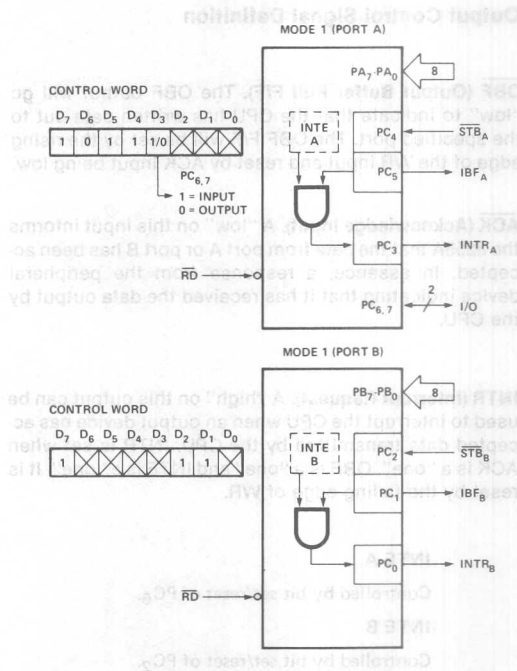 MODE 1 (PORT A)
PA7-PA0
8
CONTROL WORD
D7 D6 D5 D4 D3 D2 D1 D0
1 0 1 1 1/0
PC6,7
1 = INPUT
0 = OUTPUT
INTE
A
PC4
STBA
PC5
IBFA
PC3
INTRA
RD
PC6,7
2
I/O
MODE 1 (PORT B)
PB7-PB0
8
CONTROL WORD
D7 D6 D5 D4 D3 D2 D1 D0
1 1 1
INTE
B
PC2
STBB
PC1
IBFB
PC0
INTRB
RD
Output Control Signal Definition
OBF (Output Buffer Full F/F). The OBF output will go
"low" to indicate that the CPU has written data out to
the specified port. The OBF F/F will be set by the rising
edge of the WR input and reset by ACK input being low.
ACK (Acknowledge Input). A "low" on this input informs
the 8255A that the data from port A or port B has been ac-
cepted. In essence, a response from the peripheral
device indicating that it has received the data output by
the CPU.
INTR (Interrupt Request). A "high" on this output can be
used to interrupt the CPU when an output device has ac-
cepted data transmitted by the CPU. INTR is set when
ACK is a "one", OBF is a "one", and INTE is a "one". It is
reset by the falling edge of WR.
INTE A
Controlled by bit set/reset of PC6.
INTE B
Controlled by bit set/reset of PC2.